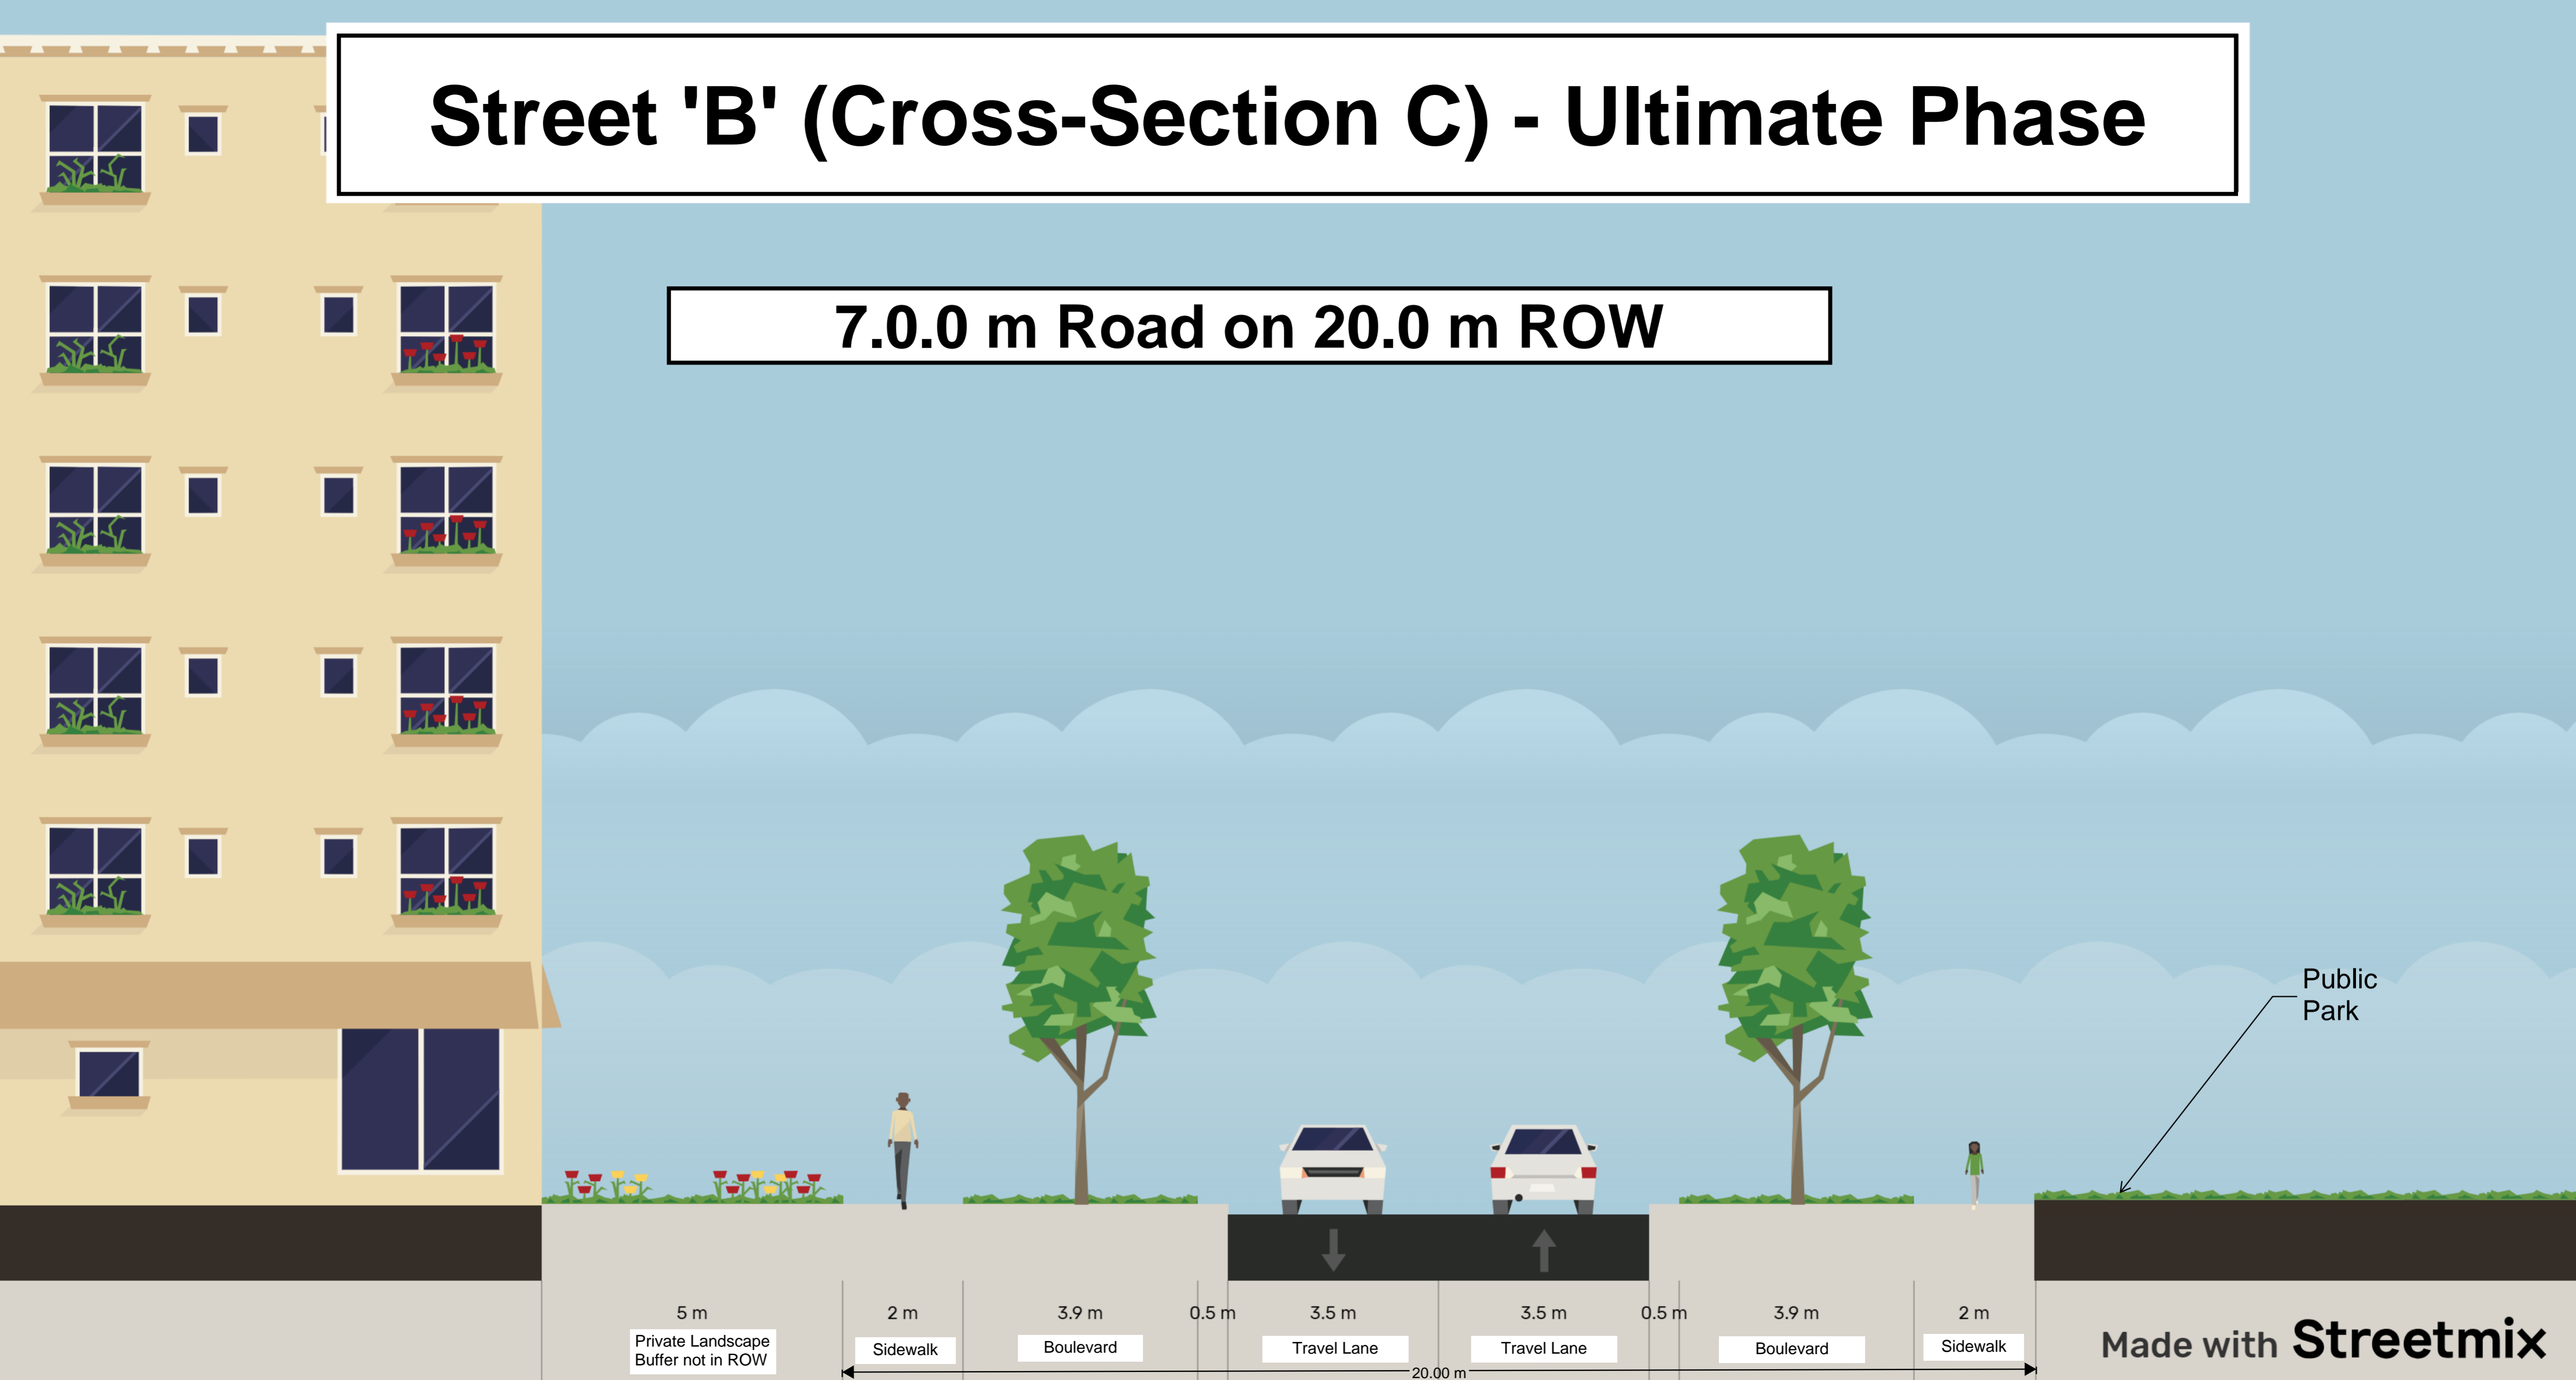 Street 'B' (Cross-Section C) - Ultimate Phase
7.0.0 m Road on 20.0 m ROW
Public
Park
5 m
2 m
3.9 m
0.5 m
3.5 m
3.5 m
0.5 m
3.9 m
2 m
Private Landscape
Buffer not in ROW
Sidewalk
Boulevard
Travel Lane
Travel Lane
Boulevard
Sidewalk
20.00 m
Made with Streetmix